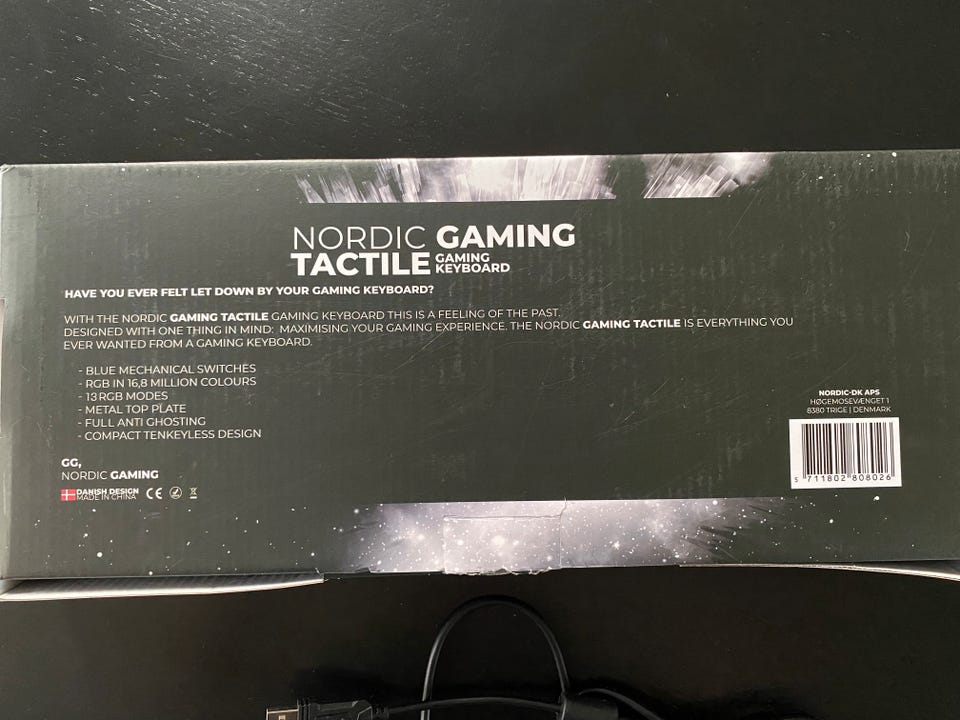 NORDIC GAMING
TACTILE GAMING KEYBOARD
HAVE YOU EVER FELT LET DOWN BY YOUR GAMING KEYBOARD?
WITH THE NORDIC GAMING TACTILE GAMING KEYBOARD THIS IS A FEELING OF THE PAST.
DESIGNED WITH ONE THING IN MIND: MAXIMISING YOUR GAMING EXPERIENCE. THE NORDIC GAMING TACTILE IS EVERYTHING YOU
EVER WANTED FROM A GAMING KEYBOARD.
- BLUE MECHANICAL SWITCHES
- RGB IN 16,8 MILLION COLOURS
- 13 RGB MODES
- METAL TOP PLATE
- FULL ANTI GHOSTING
- COMPACT TENKEYLESS DESIGN
GG,
NORDIC GAMING
DANISH DESIGN
MADE IN CHINA
CE
NORDIC-DK APS
HØGEMOSEVÆNGET 1
8380 TRIGE | DENMARK
5 711802 808026